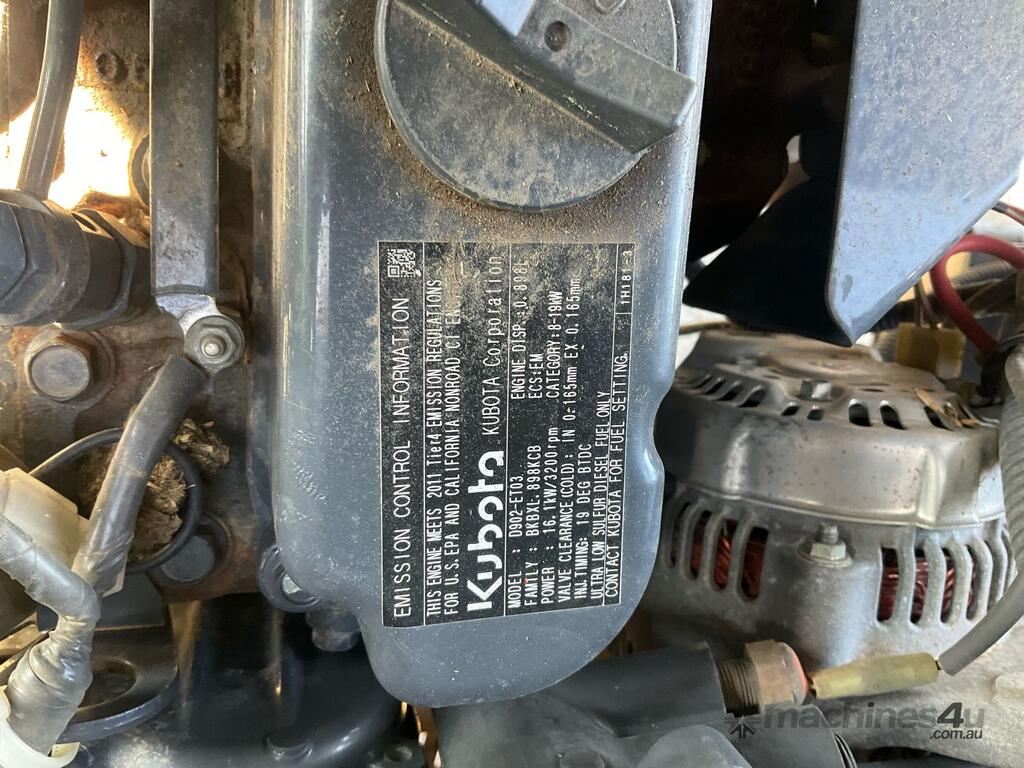 EMISSION CONTROL INFORMATION
THIS ENGINE MEETS 2011 Tier4 EMISSION REGULATIONS
FOR U.S.EPA AND CALIFORNIA NONROAD CI
Kubota KUBOTA Corporation
MODEL : D902-ET03 ENGINE DISP.:0.898L
FAMILY : BKBXL.898KCB ECS:EM
POWER : 16.1kW/3200rpm CATEGORY:8-19kW
VALVE CLEARANCE(COLD): IN 0.165mm EX 0.165mm
INJ.TIMING: 19 DEG BTDC
ULTRA LOW SULFUR DIESEL FUEL ONLY
CONTACT KUBOTA FOR FUEL SETTING. 1H181-3
machines4u
.com.au